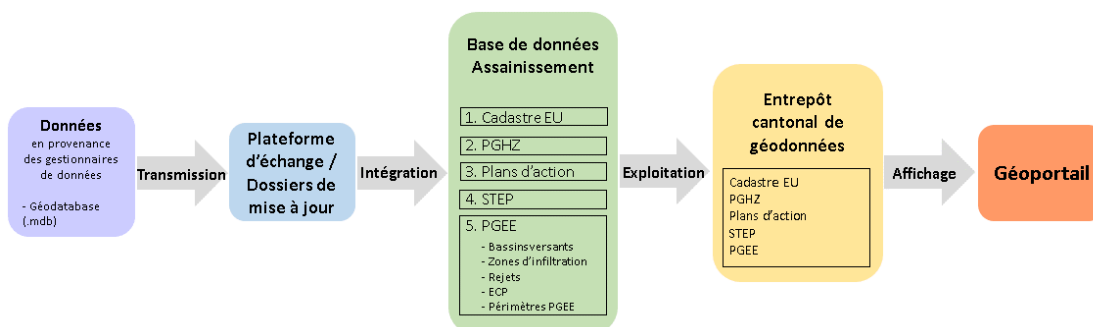 Données
en provenance
des gestionnaires
de données
- Géodatabase
(.mdb)
Transmission
Plateforme
d'échange /
Dossiers de
mise à jour
Intégration
Base de données
Assainissement
1. Cadastre EU
2. PGHZ
3. Plans d'action
4. STEP
5. PGEE
- Bassinsversants
- Zones d'infiltration
- Rejets
- ECP
- Périmètres PGEE
Exploitation
Entrepôt
cantonal de
géodonnées
Cadastre EU
PGHZ
Plans d'action
STEP
PGEE
Affichage
Géoportail